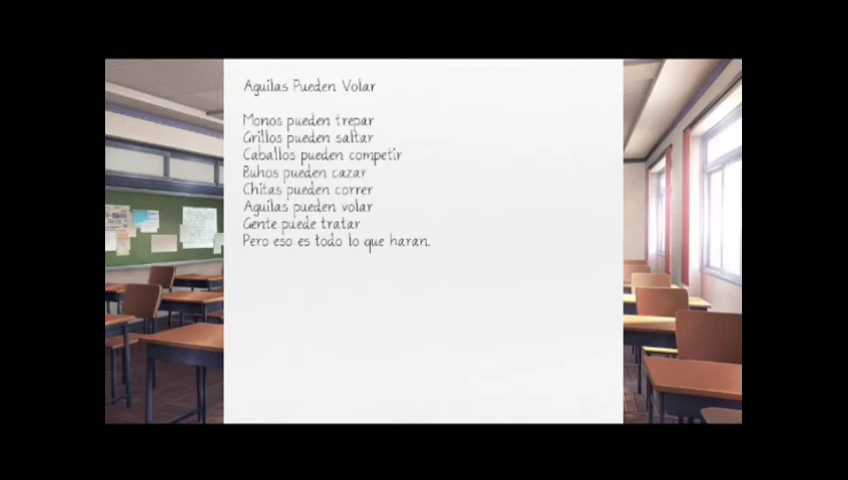 Aguilas Pueden Volar
Monos pueden trepar
Grillos pueden saltar
Caballos pueden competir
Buhos pueden cazar
Chitas pueden correr
Aguilas pueden volar
Gente puede tratar
Pero eso es todo lo que haran.